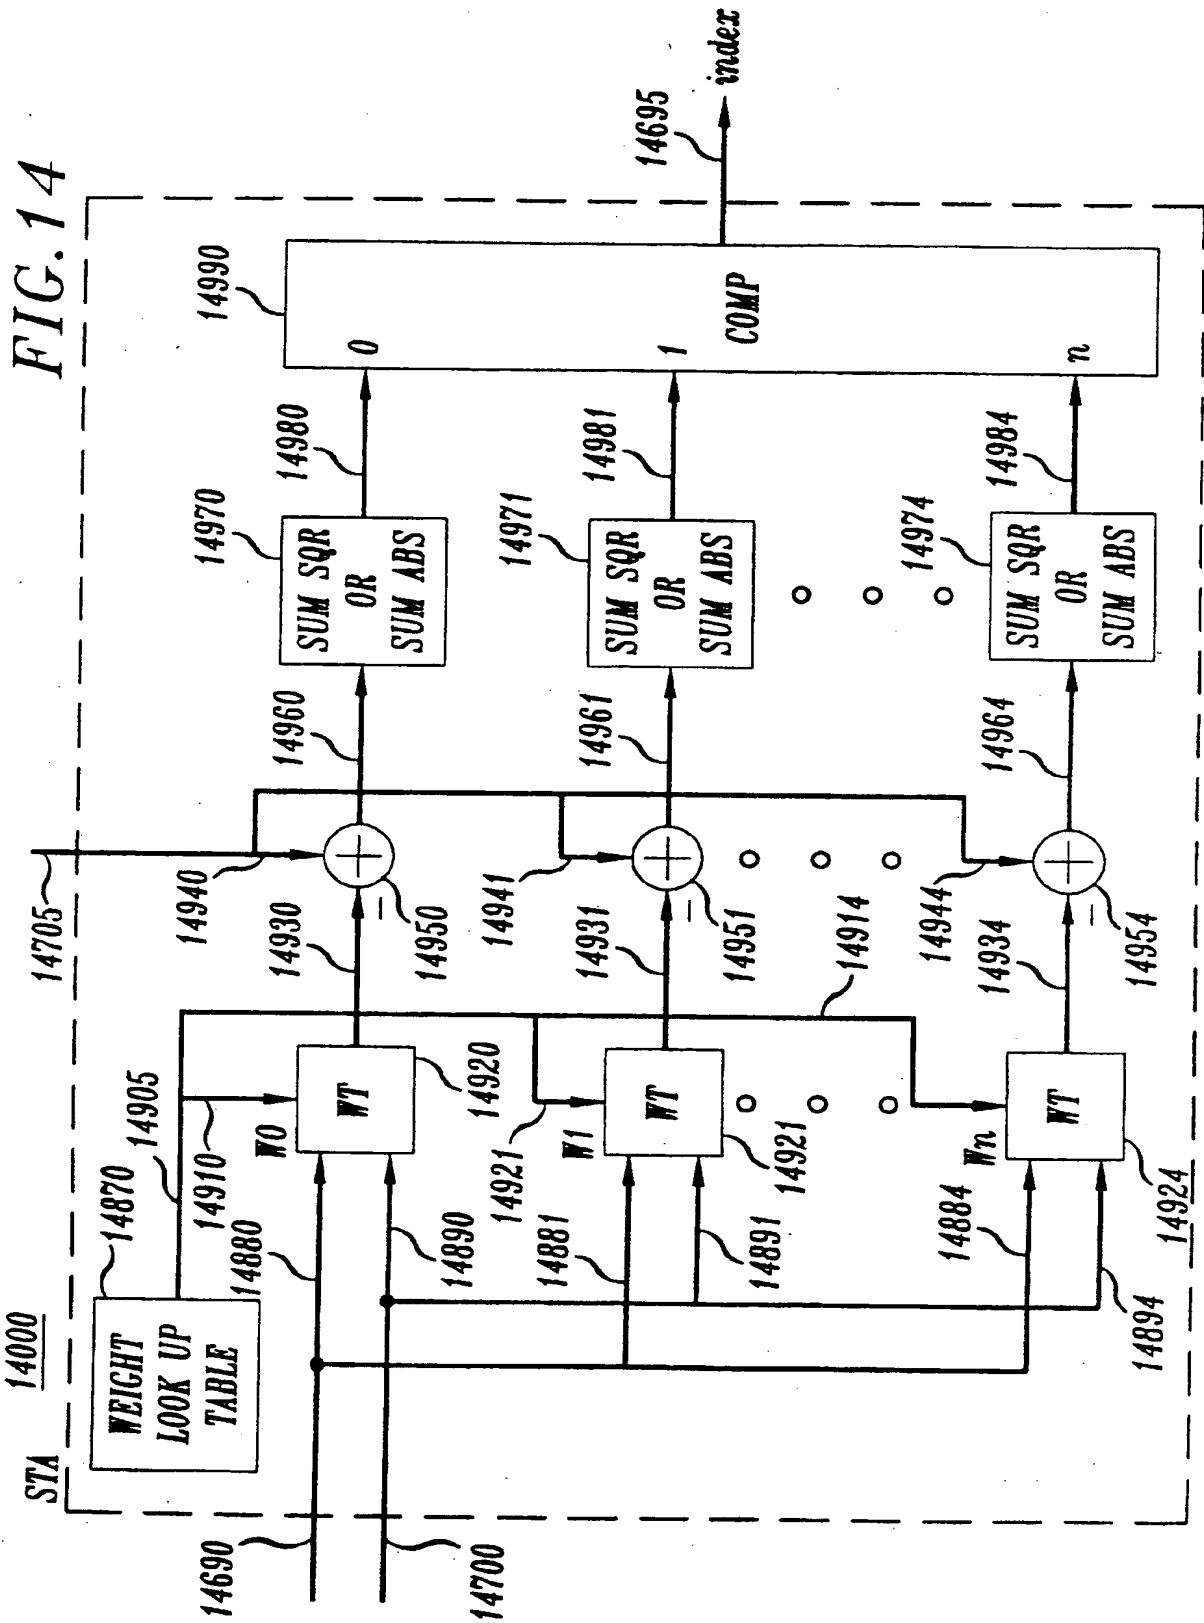 FIG.14
14000
STA
WEIGHT
LOOK UP
TABLE
14870
14905
14910
14705
14940
14690
14700
14880
14890
W0
WT
14920
14930
14950
—
14960
14970
SUM SQR
OR
SUM ABS
14980
14990
0
14881
14891
14921
W1
WT
14921
14931
14941
14951
—
14961
14971
SUM SQR
OR
SUM ABS
14981
1
COMP
14695
index
14914
14884
14894
Wn
WT
14924
14934
14944
14954
—
14964
14974
SUM SQR
OR
SUM ABS
14984
n